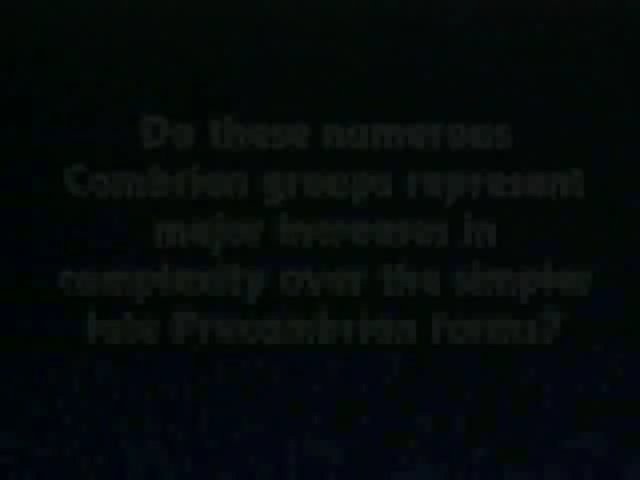 Do these numerous
Cambrian groups represent
major increases in
complexity over the simpler
late Precambrian forms?